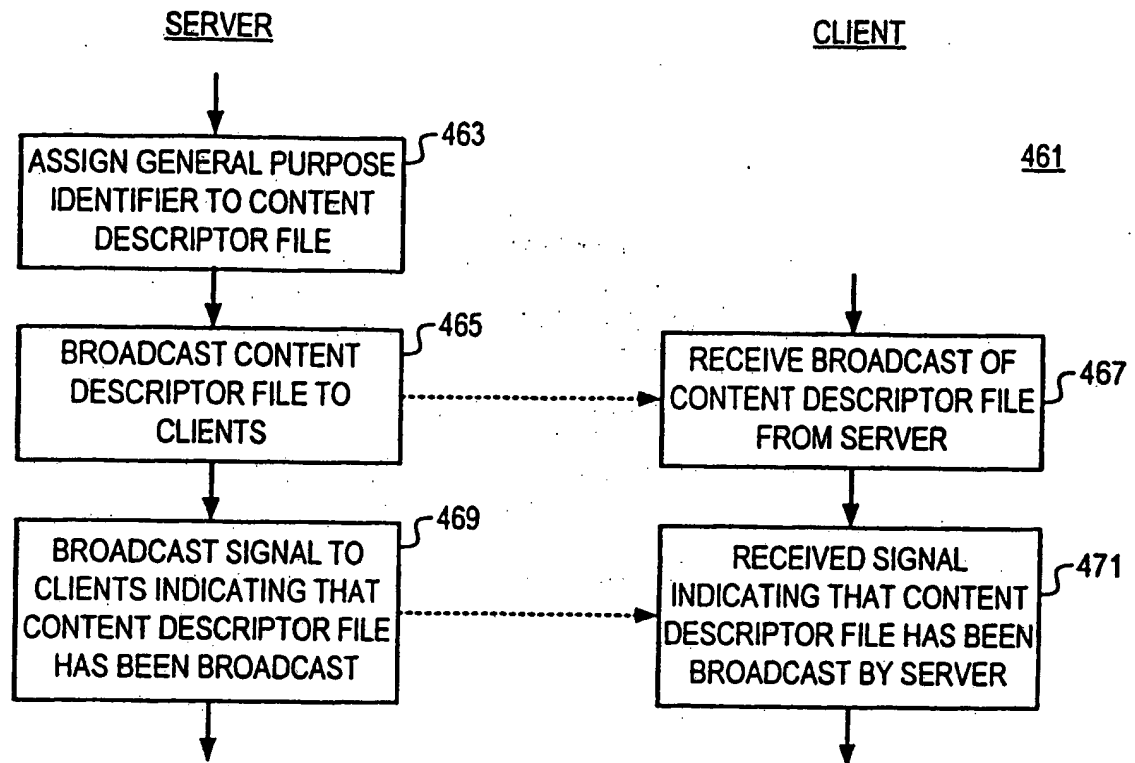 SERVER
CLIENT
463
ASSIGN GENERAL PURPOSE
IDENTIFIER TO CONTENT
DESCRIPTOR FILE
461
465
BROADCAST CONTENT
DESCRIPTOR FILE TO
CLIENTS
RECEIVE BROADCAST OF
CONTENT DESCRIPTOR FILE
FROM SERVER
467
469
BROADCAST SIGNAL TO
CLIENTS INDICATING THAT
CONTENT DESCRIPTOR FILE
HAS BEEN BROADCAST
RECEIVED SIGNAL
INDICATING THAT CONTENT
DESCRIPTOR FILE HAS BEEN
BROADCAST BY SERVER
471